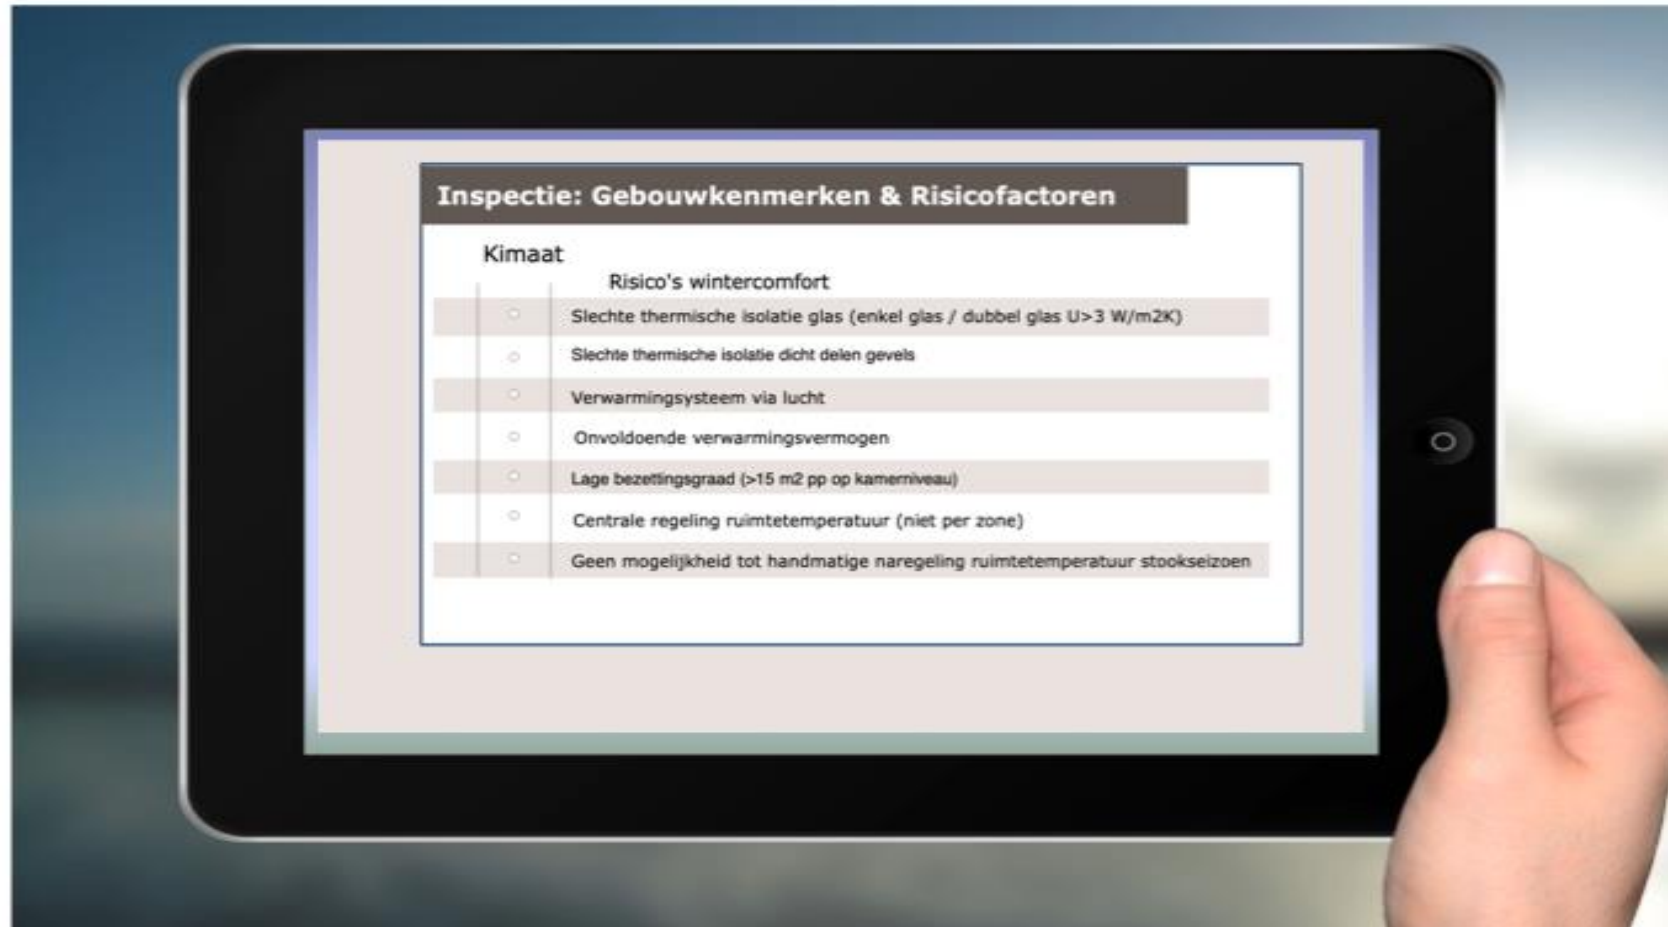 Inspectie: Gebouwkenmerken & Risicofactoren
Kimaat
Risico's wintercomfort
Slechte thermische isolatie glas (enkel glas / dubbel glas U>3 W/m2K)
Slechte thermische isolatie dicht delen gevels
Verwarmingsysteem via lucht
Onvoldoende verwarmingsvermogen
Lage bezettingsgraad (>15 m2 pp op kamerniveau)
Centrale regeling ruimtetemperatuur (niet per zone)
Geen mogelijkheid tot handmatige naregeling ruimtetemperatuur stookseizoen